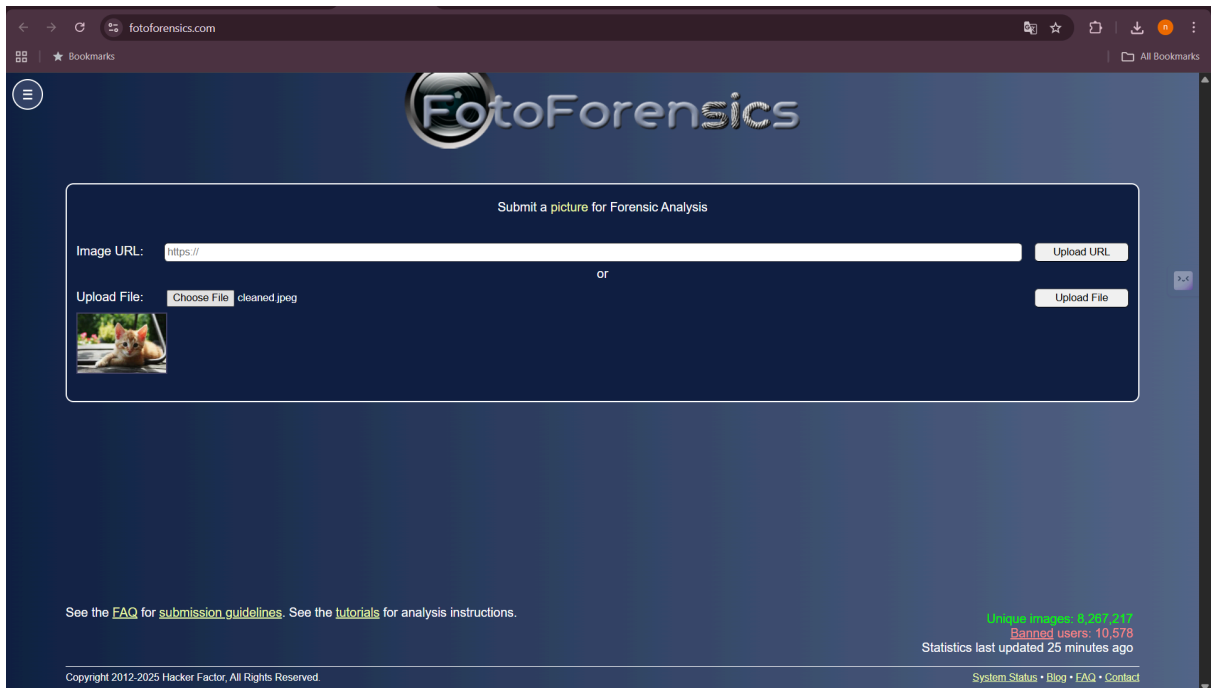 fotoforensics.com
n
Bookmarks
All Bookmarks
FotoForensics
Submit a picture for Forensic Analysis
Image URL: https:// Upload URL
or
Upload File: Choose File cleaned.jpeg Upload File
See the FAQ for submission guidelines. See the tutorials for analysis instructions.
Unique images: 8,267,217
Banned users: 10,578
Statistics last updated 25 minutes ago
Copyright 2012-2025 Hacker Factor, All Rights Reserved.
System Status • Blog • FAQ • Contact